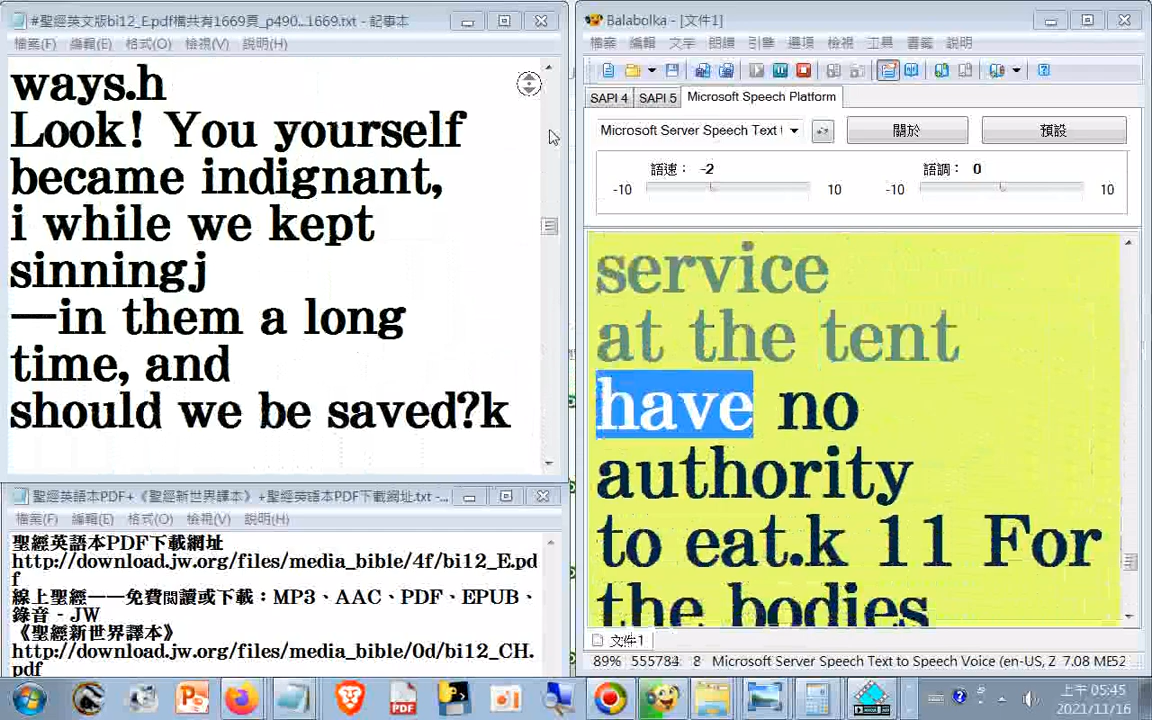 #聖經英文版bi12_E.pdf檔共有1669頁_p490...1669.txt - 記事本
檔案(F) 編輯(E) 格式(O) 檢視(V) 說明(H)
ways.h
Look! You yourself
became indignant,
i while we kept
sinningj
—in them a long
time, and
should we be saved?k
聖經英語本PDF+《聖經新世界譯本》+聖經英語本PDF下載網址.txt - ...
檔案(F) 編輯(E) 格式(O) 檢視(V) 說明(H)
聖經英語本PDF下載網址
http://download.jw.org/files/media_bible/4f/bi12_E.pd
f
線上聖經——免費閱讀或下載：MP3、AAC、PDF、EPUB、
錄音 - JW
《聖經新世界譯本》
http://download.jw.org/files/media_bible/0d/bi12_CH.
pdf
Balabolka - [文件1]
檔案 編輯 文字 朗讀 引擎 選項 檢視 工具 書籤 說明
SAPI 4 SAPI 5 Microsoft Speech Platform
Microsoft Server Speech Text 關於 預設
語速： -2 語調： 0
-10 10 -10 10
service
at the tent
have no
authority
to eat.k 11 For
the bodies
文件1
89% 555784 8 Microsoft Server Speech Text to Speech Voice (en-US, Z 7.08 ME52
上午 05:45
2021/11/16